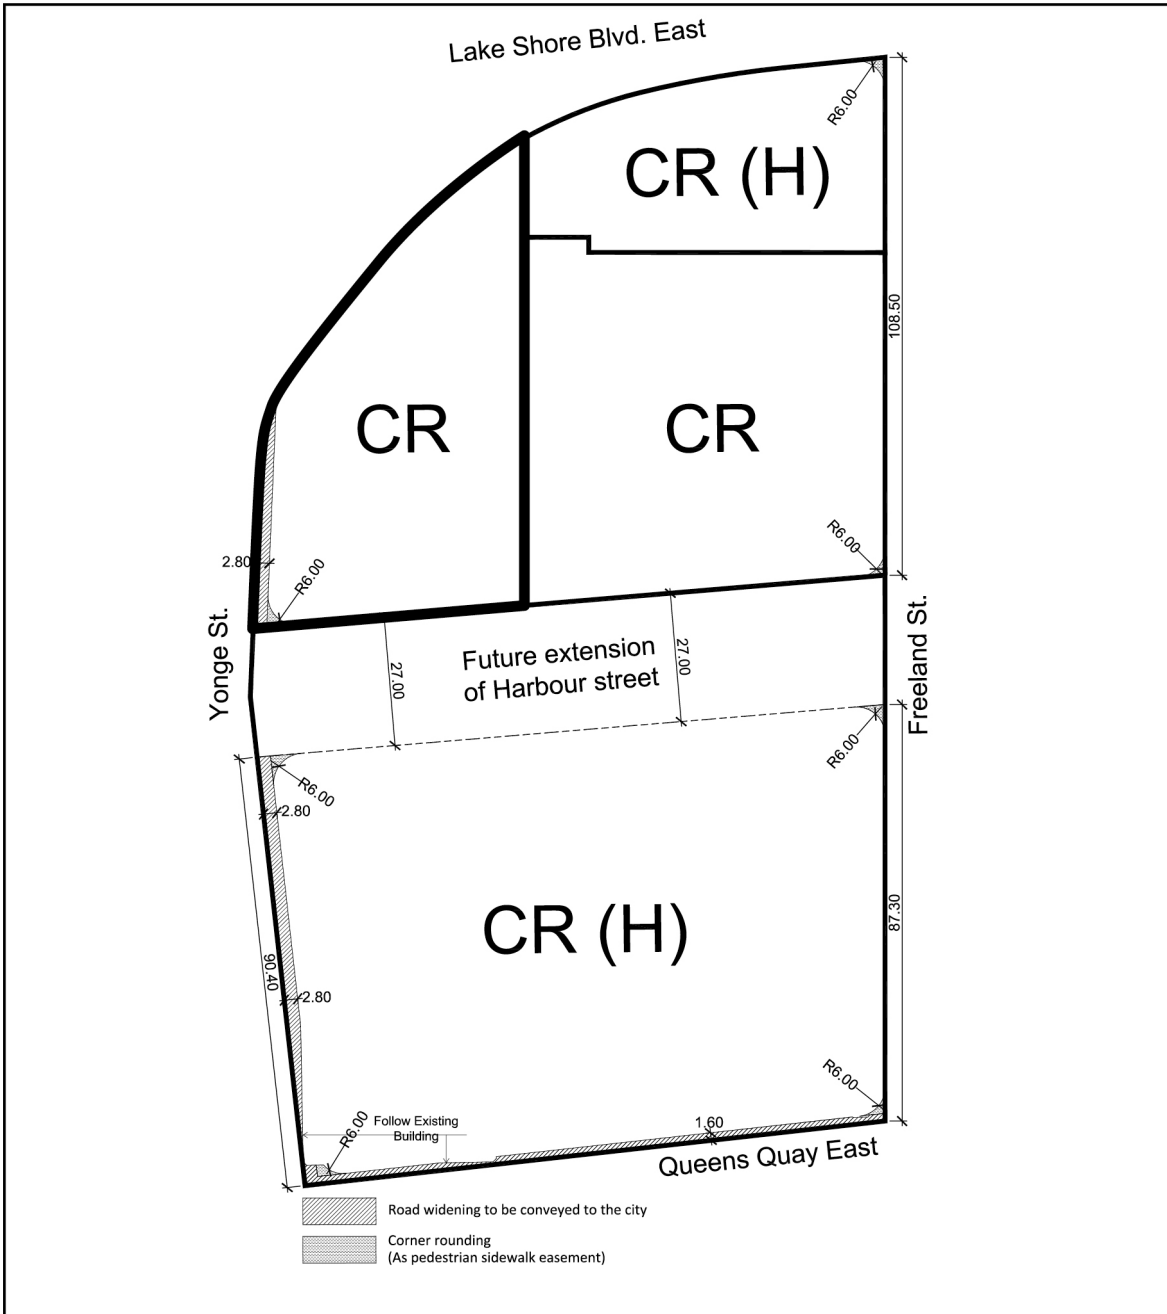 Lake Shore Blvd. East
R6.00
CR (H)
108.50
CR
CR
R6.00
2.80
R6.00
Yonge St.
Freeland St.
Future extension
of Harbour street
27.00
27.00
R6.00
R6.00
2.80
CR (H)
87.30
90.40
2.80
R6.00
R6.00
Follow Existing
Building
1.60
Queens Quay East
Road widening to be conveyed to the city
Corner rounding
(As pedestrian sidewalk easement)